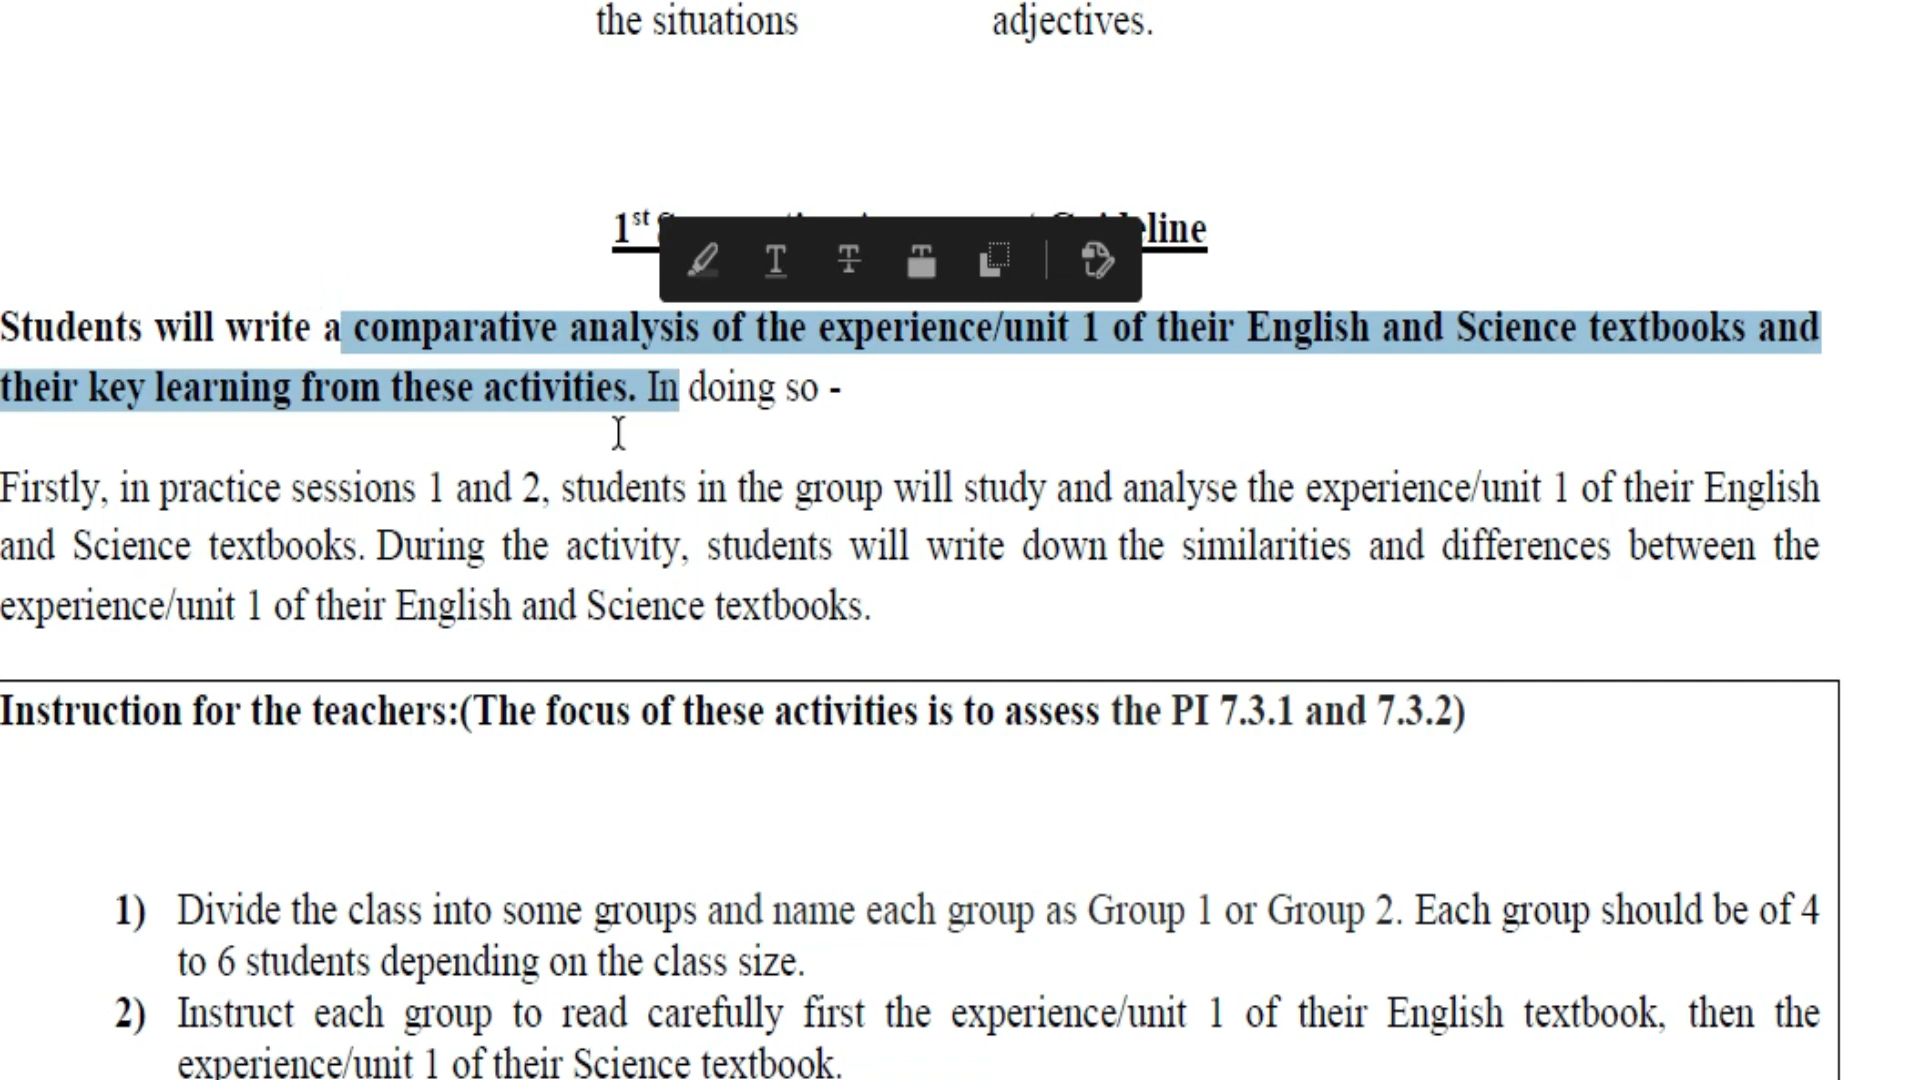 the situations adjectives.
1st line
Students will write a comparative analysis of the experience/unit 1 of their English and Science textbooks and
their key learning from these activities. In doing so -
Firstly, in practice sessions 1 and 2, students in the group will study and analyse the experience/unit 1 of their English
and Science textbooks. During the activity, students will write down the similarities and differences between the
experience/unit 1 of their English and Science textbooks.
Instruction for the teachers:(The focus of these activities is to assess the PI 7.3.1 and 7.3.2)
1) Divide the class into some groups and name each group as Group 1 or Group 2. Each group should be of 4
to 6 students depending on the class size.
2) Instruct each group to read carefully first the experience/unit 1 of their English textbook, then the
experience/unit 1 of their Science textbook.